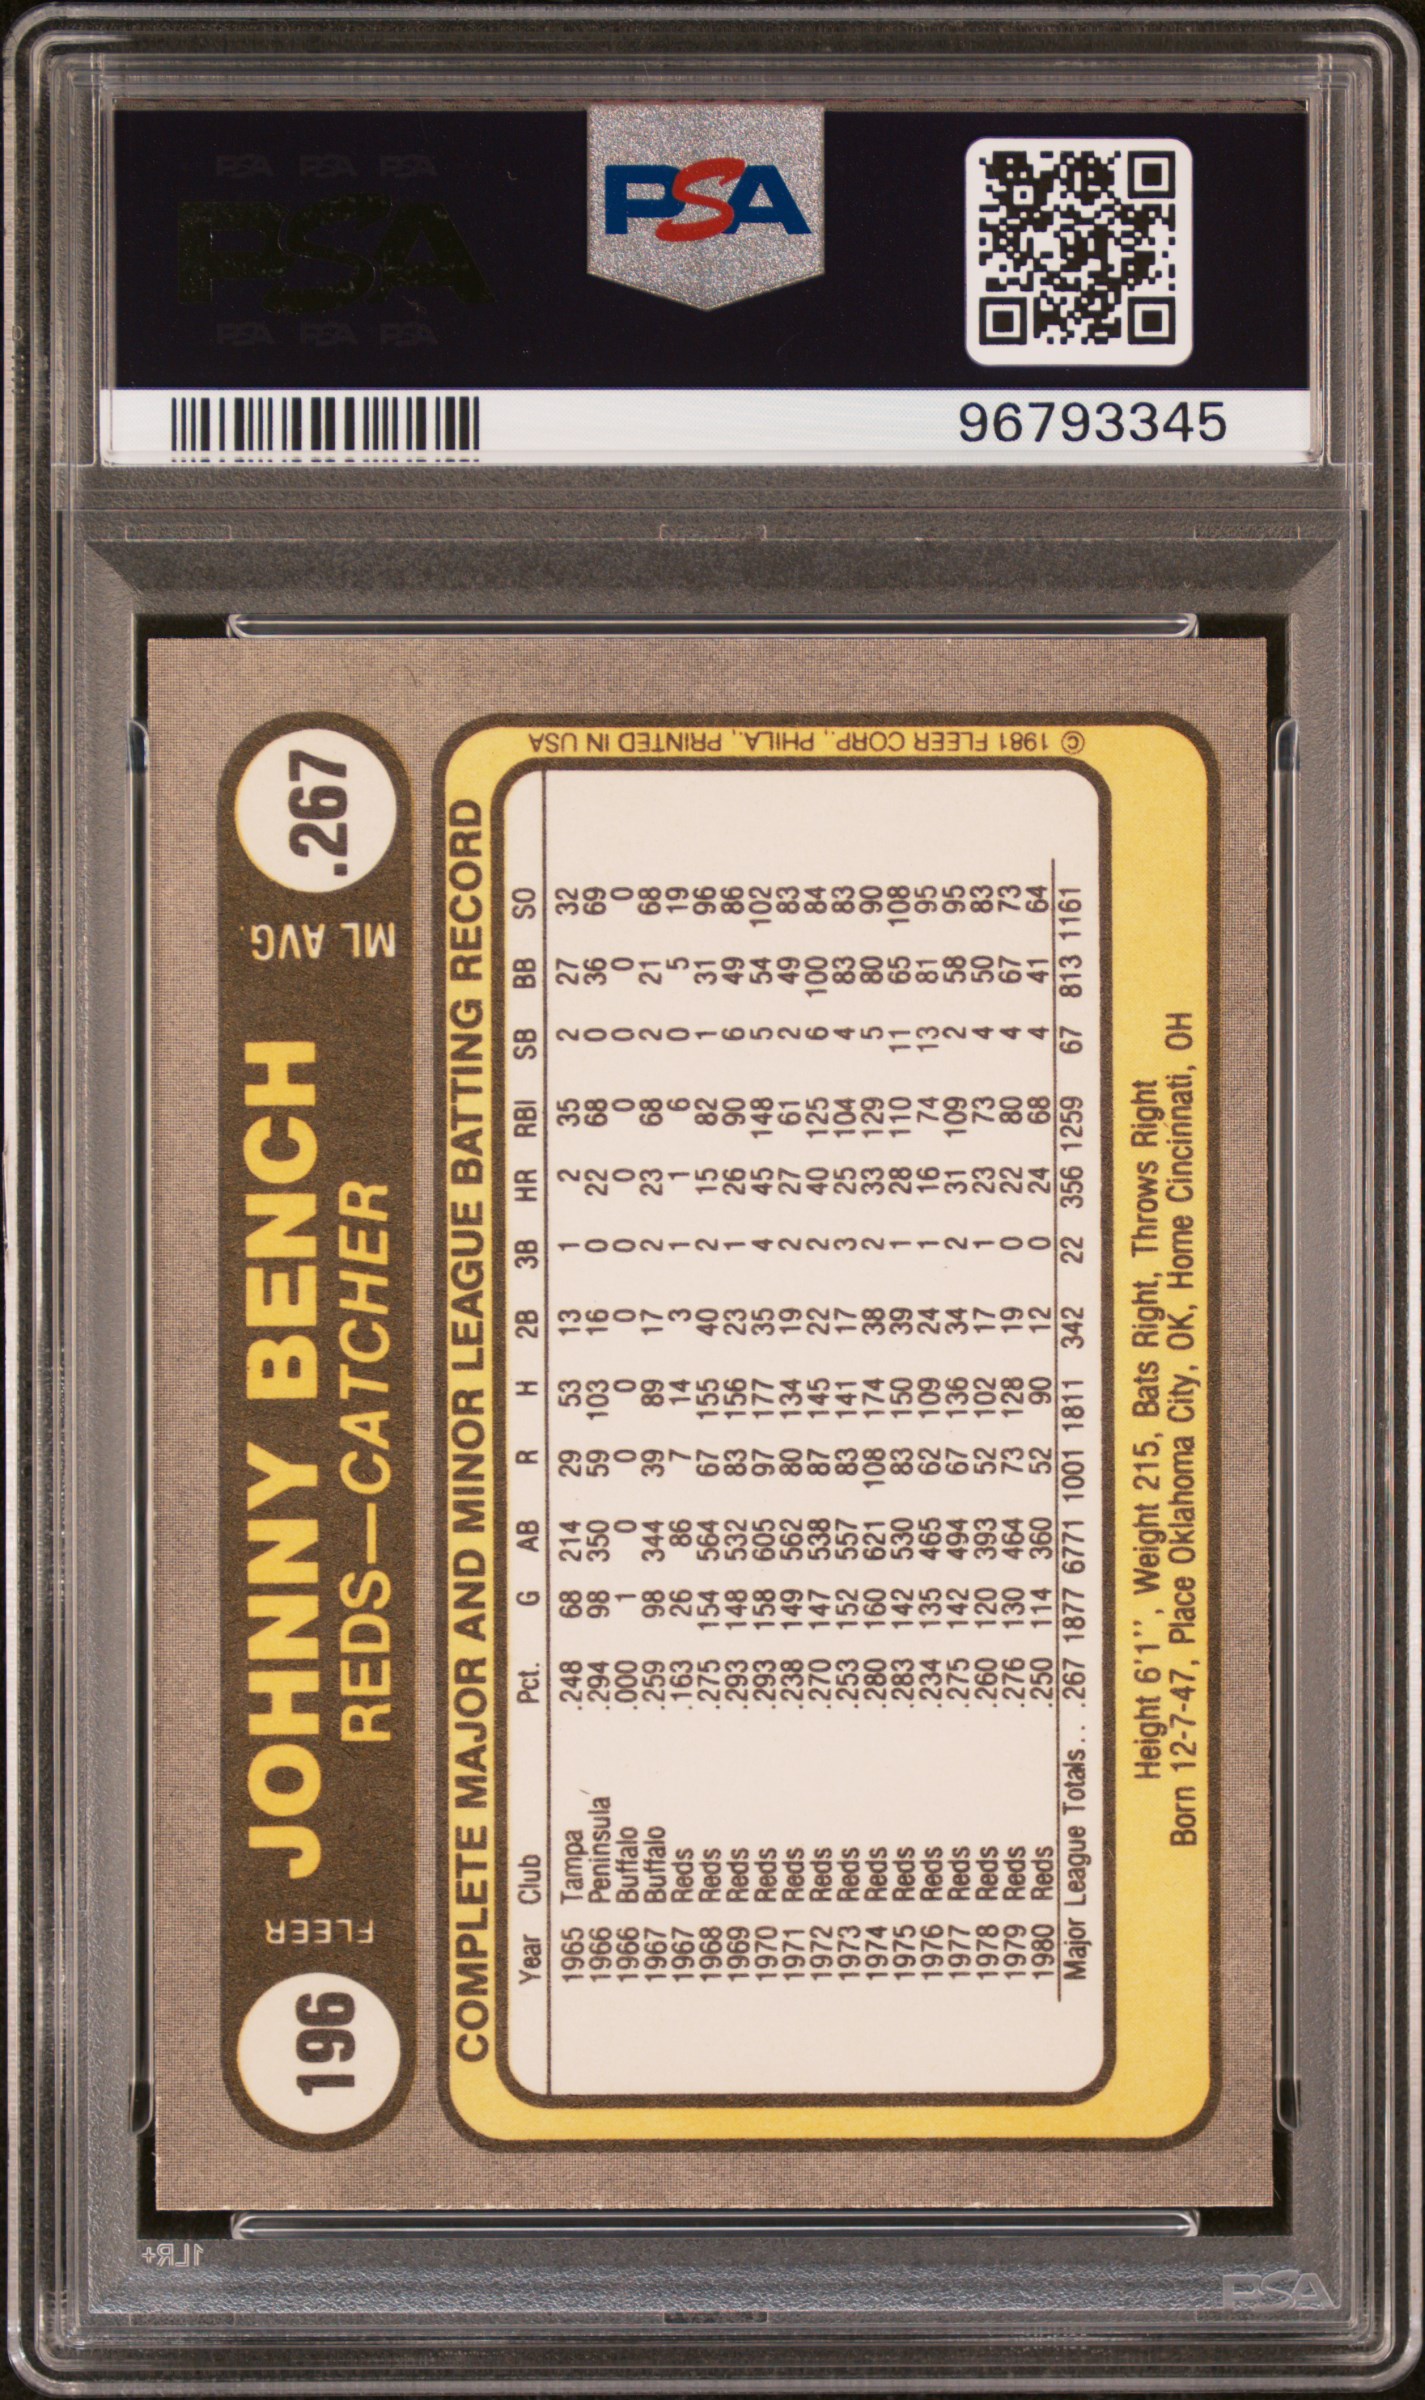 PSA PSA PSA
PSA
PSA PSA PSA
PSA
96793345
196
FLEER
JOHNNY BENCH
REDS—CATCHER
ML AVG.
.267
COMPLETE MAJOR AND MINOR LEAGUE BATTING RECORD
Year Club Pct. G AB R H 2B 3B HR RBI SB BB SO
1965 Tampa .248 68 214 29 53 13 1 2 35 2 27 32
1966 Peninsula .294 98 350 59 103 16 0 22 68 0 36 69
1966 Buffalo .000 1 0 0 0 0 0 0 0 0 0 0
1967 Buffalo .259 98 344 39 89 17 2 23 68 2 21 68
1967 Reds .163 26 86 7 14 3 1 1 6 0 5 19
1968 Reds .275 154 564 67 155 40 2 15 82 1 31 96
1969 Reds .293 148 532 83 156 23 1 26 90 6 49 86
1970 Reds .293 158 605 97 177 35 4 45 148 5 54 102
1971 Reds .238 149 562 80 134 19 2 27 61 2 49 83
1972 Reds .270 147 538 87 145 22 2 40 125 6 100 84
1973 Reds .253 152 557 83 141 17 3 25 104 4 83 83
1974 Reds .280 160 621 108 174 38 2 33 129 5 80 90
1975 Reds .283 142 530 83 150 39 1 28 110 11 65 108
1976 Reds .234 135 465 62 109 24 1 16 74 13 81 95
1977 Reds .275 142 494 67 136 34 2 31 109 2 58 95
1978 Reds .260 120 393 52 102 17 1 23 73 4 50 83
1979 Reds .276 130 464 73 128 19 0 22 80 4 67 73
1980 Reds .250 114 360 52 90 12 0 24 68 4 41 64
Major League Totals.. .267 1877 6771 1001 1811 342 22 356 1259 67 813 1161
Height 6'1'', Weight 215, Bats Right, Throws Right
Born 12-7-47, Place Oklahoma City, OK, Home Cincinnati, OH
© 1981 FLEER CORP., PHILA., PRINTED IN USA
1LR+
PSA